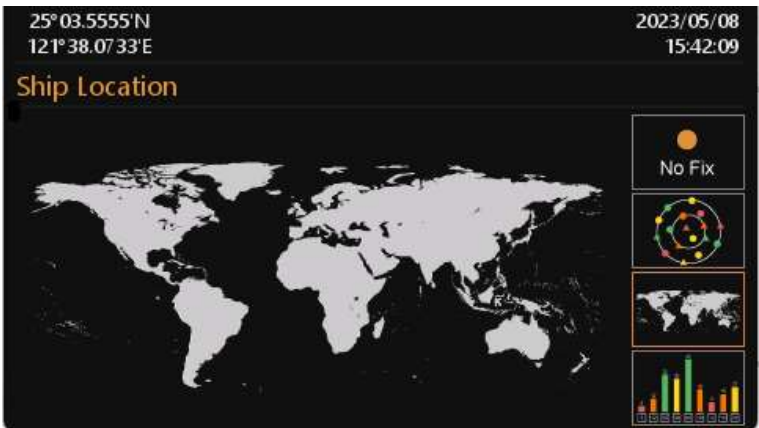 25° 03.5555'N
121° 38.0733'E
2023/05/08
15:42:09
Ship Location
No Fix